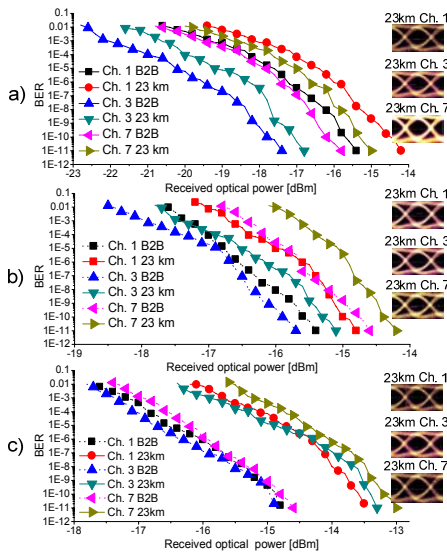 a)
BER
0.01
1E-3
1E-4
1E-5
1E-6
1E-7
1E-8
1E-9
1E-10
1E-11
1E-12
Ch. 1 B2B
Ch. 1 23 km
Ch. 3 B2B
Ch. 3 23 km
Ch. 7 B2B
Ch. 7 23 km
-23 -22 -21 -20 -19 -18 -17 -16 -15 -14
Received optical power [dBm]
23km Ch. 1
23km Ch. 3
23km Ch. 7
b)
BER
0.1
0.01
1E-3
1E-4
1E-5
1E-6
1E-7
1E-8
1E-9
1E-10
1E-11
1E-12
Ch. 1 B2B
Ch. 1 23 km
Ch. 3 B2B
Ch. 3 23 km
Ch. 7 B2B
Ch. 7 23 km
-19 -18 -17 -16 -15 -14
Received optical power [dBm]
23km Ch. 1
23km Ch. 3
23km Ch. 7
c)
BER
0.1
0.01
1E-3
1E-4
1E-5
1E-6
1E-7
1E-8
1E-9
1E-10
1E-11
1E-12
Ch. 1 B2B
Ch. 1 23km
Ch. 3 B2B
Ch. 3 23km
Ch. 7 B2B
Ch. 7 23km
-18 -17 -16 -15 -14 -13
Received optical power [dBm]
23km Ch. 1
23km Ch. 3
23km Ch. 7